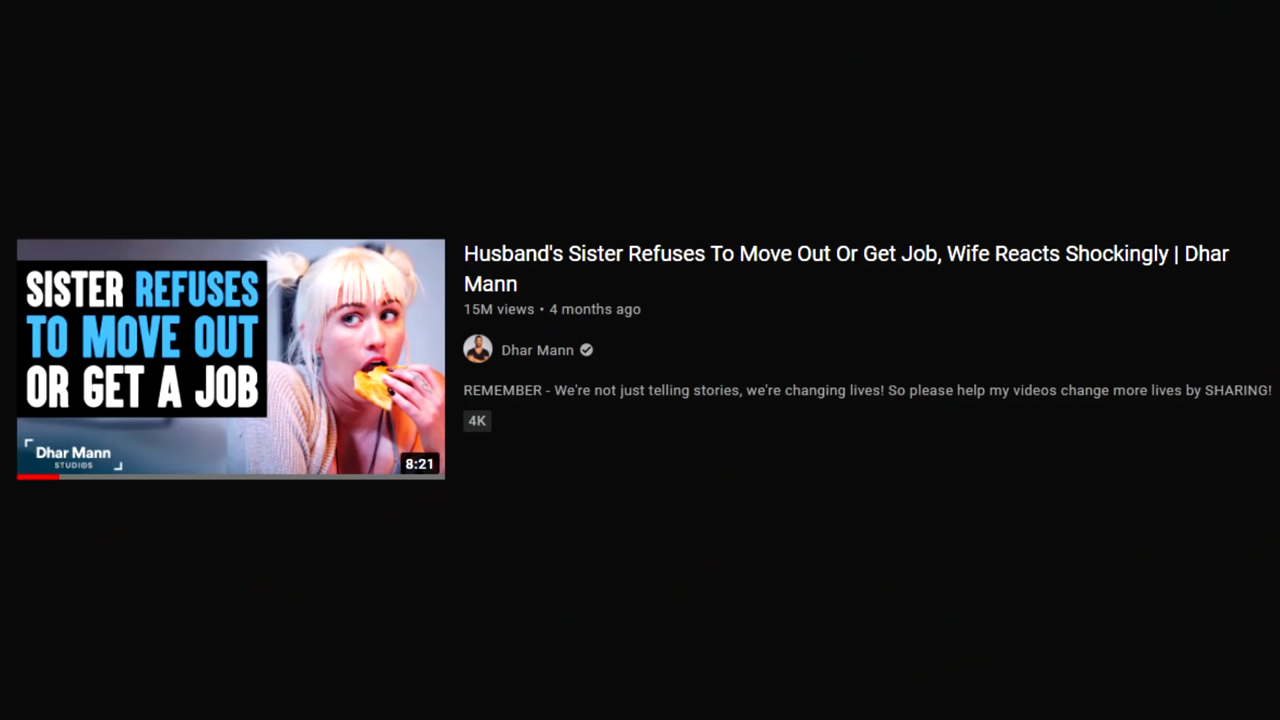 SISTER REFUSES
TO MOVE OUT
OR GET A JOB
Dhar Mann
STUDIOS
8:21
Husband's Sister Refuses To Move Out Or Get Job, Wife Reacts Shockingly | Dhar
Mann
15M views • 4 months ago
Dhar Mann
REMEMBER - We're not just telling stories, we're changing lives! So please help my videos change more lives by SHARING!
4K